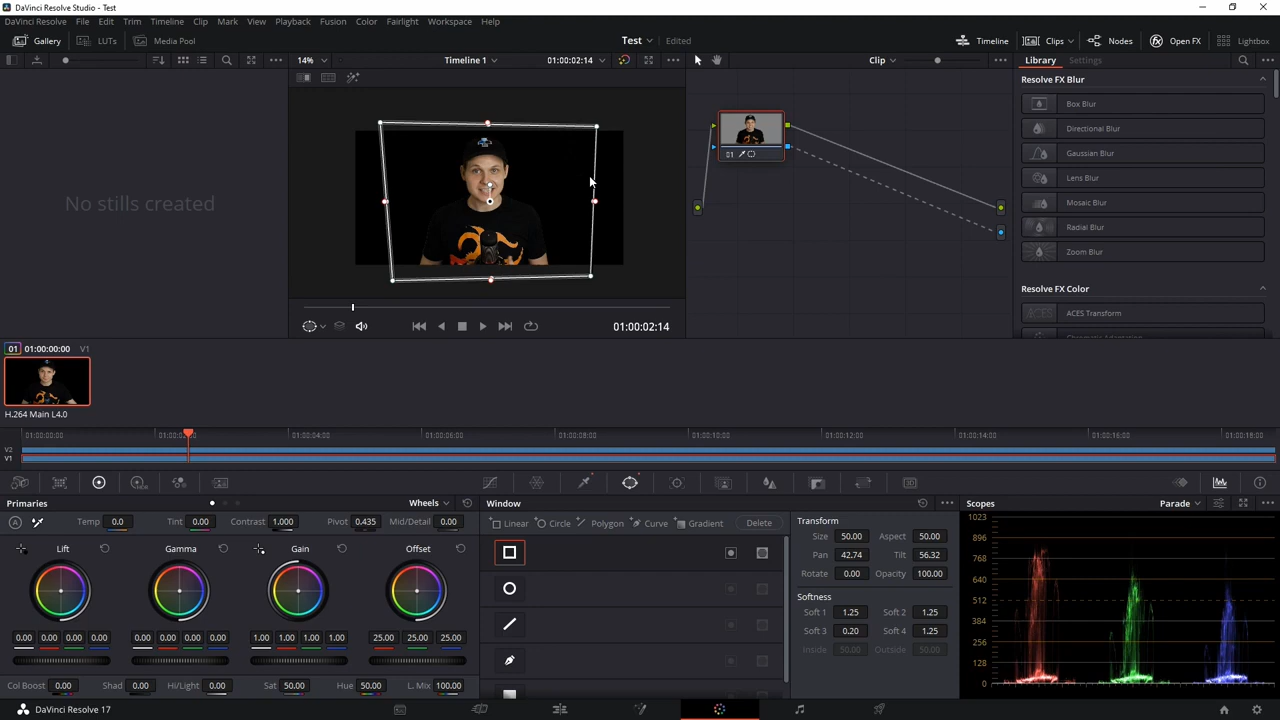 DaVinci Resolve Studio - Test
DaVinci Resolve File Edit Trim Timeline Clip Mark View Playback Fusion Color Fairlight Workspace Help
Gallery LUTs Media Pool Test Edited Timeline Clips Nodes Open FX Lightbox
14% Timeline 1 01:00:02:14 Clip Library Settings
Resolve FX Blur
Box Blur
Directional Blur
Gaussian Blur
Lens Blur
Mosaic Blur
Radial Blur
Zoom Blur
Resolve FX Color
ACES Transform
No stills created
01
01:00:02:14
01 01:00:00:00 V1
H.264 Main L4.0
01:00:00:00 01:00:04:00 01:00:06:00 01:00:08:00 01:00:10:00 01:00:12:00 01:00:14:00 01:00:16:00 01:00:18:00
V2
V1
Primaries Wheels Window Scopes Parade
Temp 0.0 Tint 0.00 Contrast 1.000 Pivot 0.435 Mid/Detail 0.00
Linear Circle Polygon Curve Gradient Delete
Lift Gamma Gain Offset
0.00 0.00 0.00 0.00 0.00 0.00 0.00 0.00 1.00 1.00 1.00 1.00 25.00 25.00 25.00
Col Boost 0.00 Shad 0.00 Hi/Light 0.00 Sat 50.00 Hue 50.00 L. Mix 100.00
Transform
Size 50.00 Aspect 50.00
Pan 42.74 Tilt 56.32
Rotate 0.00 Opacity 100.00
Softness
Soft 1 1.25 Soft 2 1.25
Soft 3 0.20 Soft 4 1.25
Inside 50.00 Outside 50.00
1023
896
768
640
512
384
256
128
0
DaVinci Resolve 17